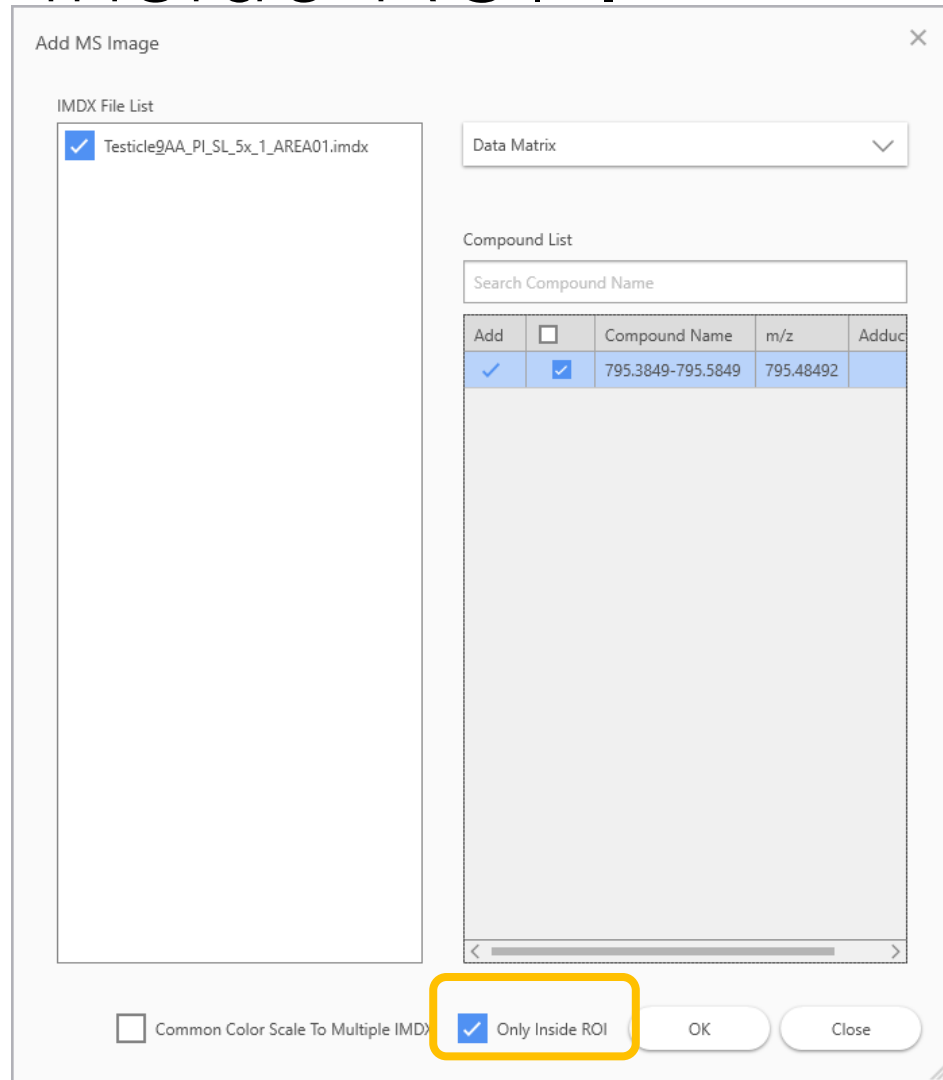 Add MS Image
IMDX File List
Testicle9AA_PI_SL_5x_1_AREA01.imdx
Data Matrix
Compound List
Search Compound Name
Add Compound Name m/z Adduc
795.3849-795.5849 795.48492
Common Color Scale To Multiple IMDX
Only Inside ROI
OK
Close